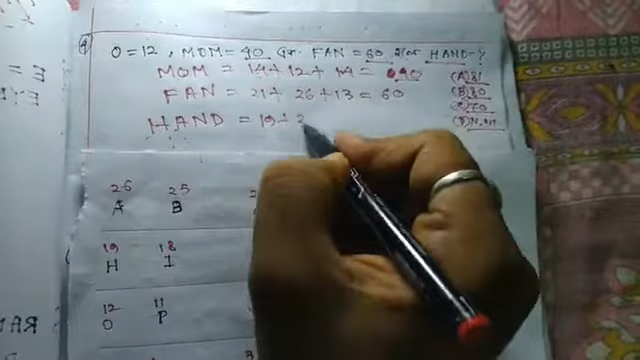 0=12, MOM=40 FAN=60 HAND-?
MOM = 14+12+14 = 40
FAN = 21+26+13=60
HAND = 19+2
(A) 81
(B) 80
(C) 70
(D)
26 25
A B
19 18
H I
12 11
O P